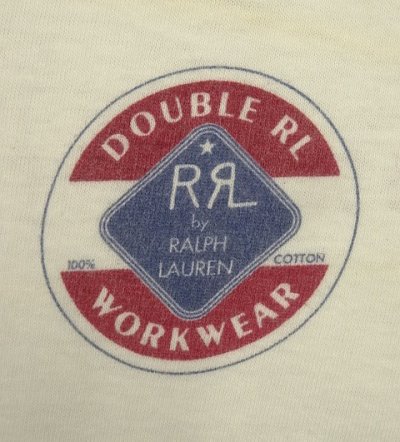 DOUBLE RL
RRL
by
RALPH
LAUREN
100% COTTON
WORKWEAR